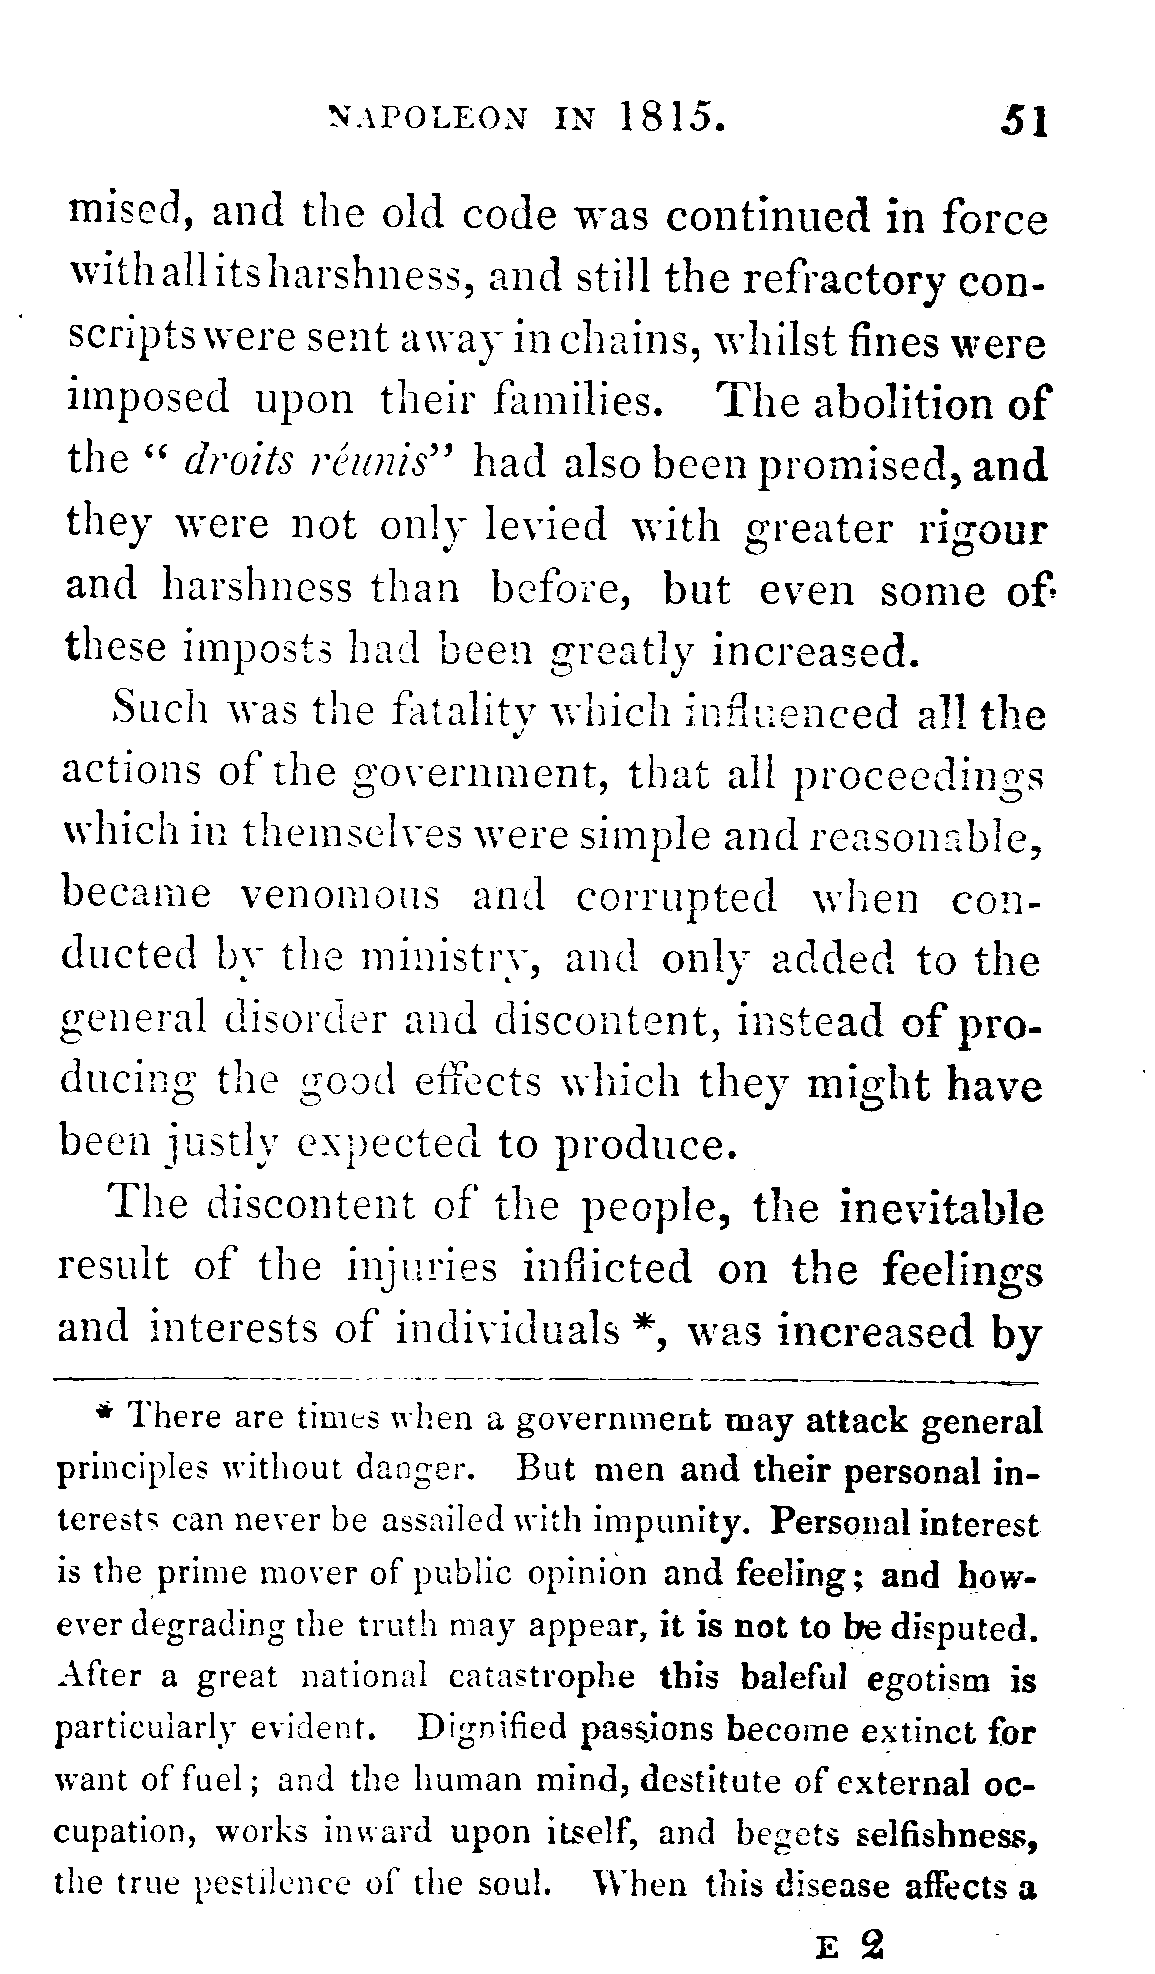 NAPOLEON IN 1815. 51
mised, and the old code was continued in force
with all its harshness, and still the refractory con-
scripts were sent away in chains, whilst fines were
imposed upon their families. The abolition of
the “ droits réunis” had also been promised, and
they were not only levied with greater rigour
and harshness than before, but even some of
these imposts had been greatly increased.
Such was the fatality which influenced all the
actions of the government, that all proceedings
which in themselves were simple and reasonable,
became venomous and corrupted when con-
ducted by the ministry, and only added to the
general disorder and discontent, instead of pro-
ducing the good effects which they might have
been justly expected to produce.
The discontent of the people, the inevitable
result of the injuries inflicted on the feelings
and interests of individuals *, was increased by
* There are times when a government may attack general
principles without danger. But men and their personal in-
terests can never be assailed with impunity. Personal interest
is the prime mover of public opinion and feeling; and how-
ever degrading the truth may appear, it is not to be disputed.
After a great national catastrophe this baleful egotism is
particularly evident. Dignified passions become extinct for
want of fuel; and the human mind, destitute of external oc-
cupation, works inward upon itself, and begets selfishness,
the true pestilence of the soul. When this disease affects a
E 2